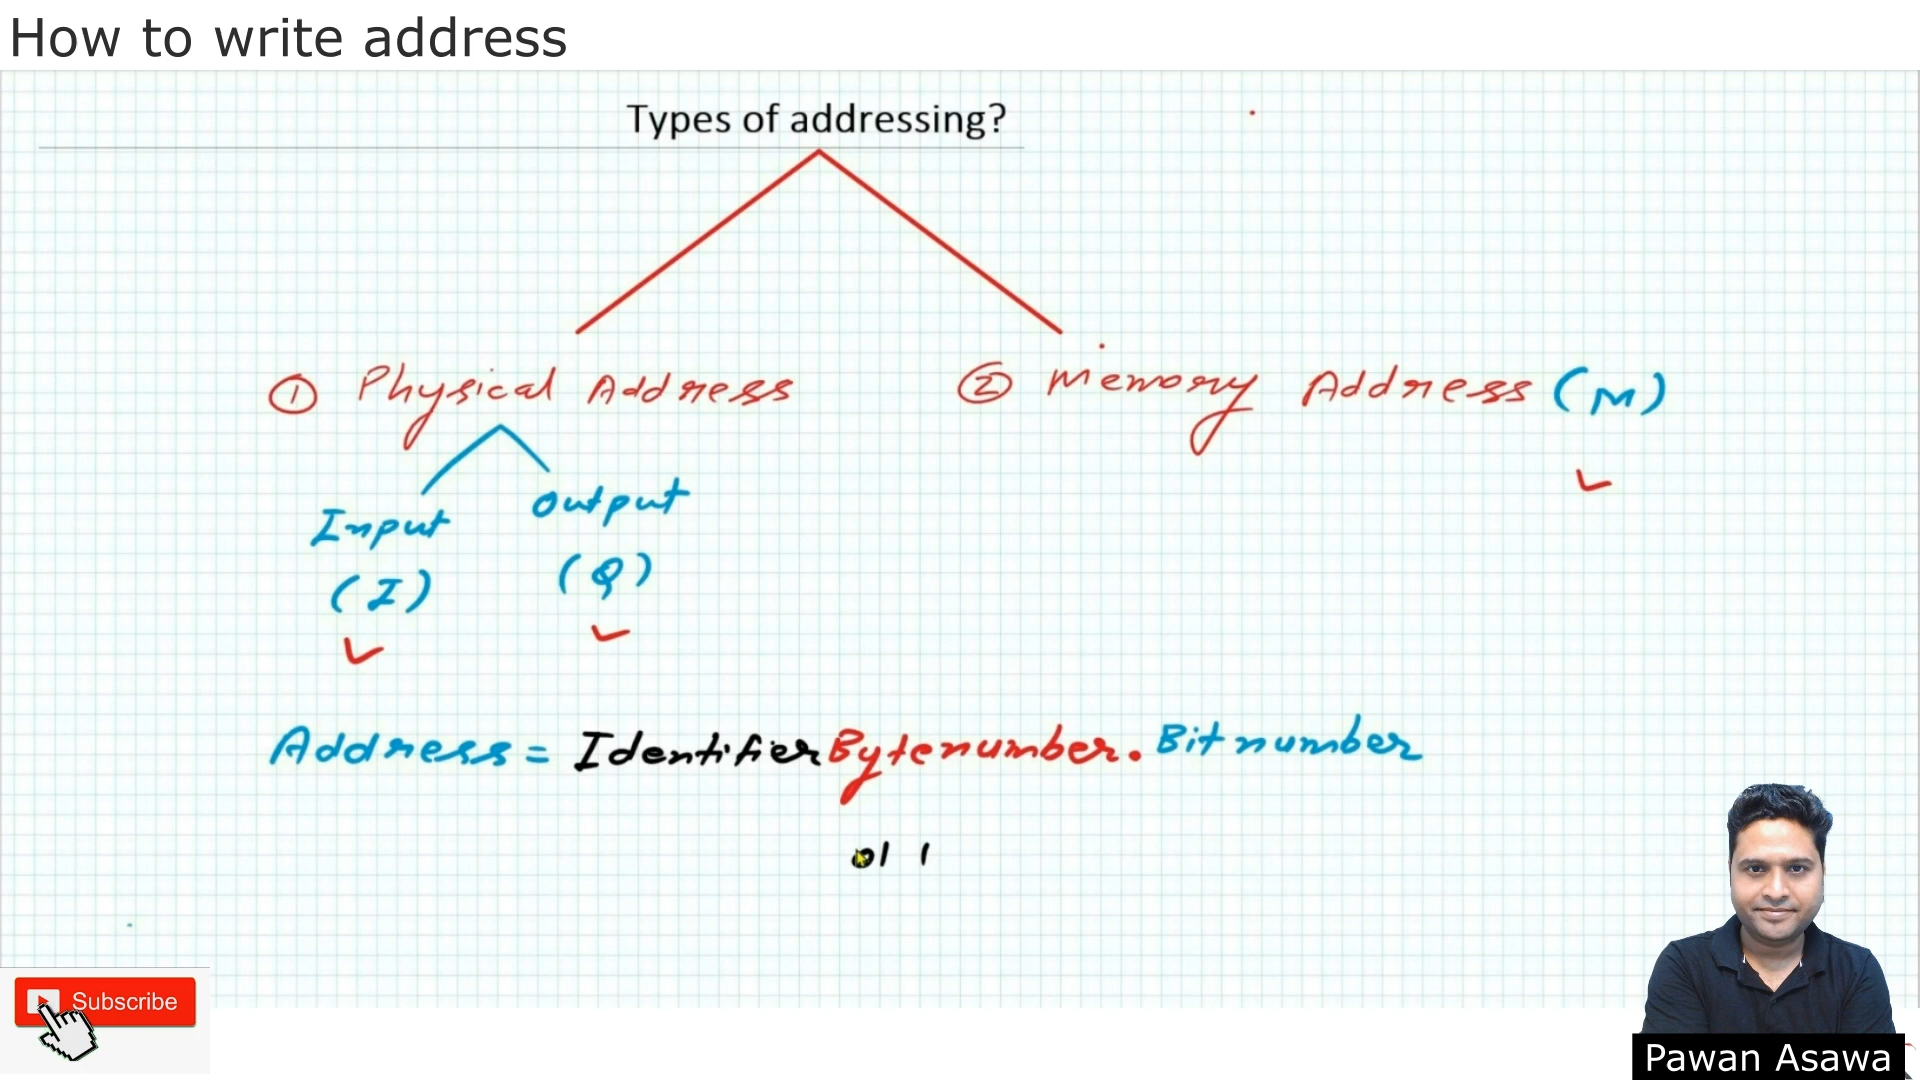 How to write address
Types of addressing?
① Physical Address
② Memory Address (M)
Input
Output
(I)
(Q)
Address = Identifier Bytenumber. Bit number
01 1
Subscribe
Pawan Asawa